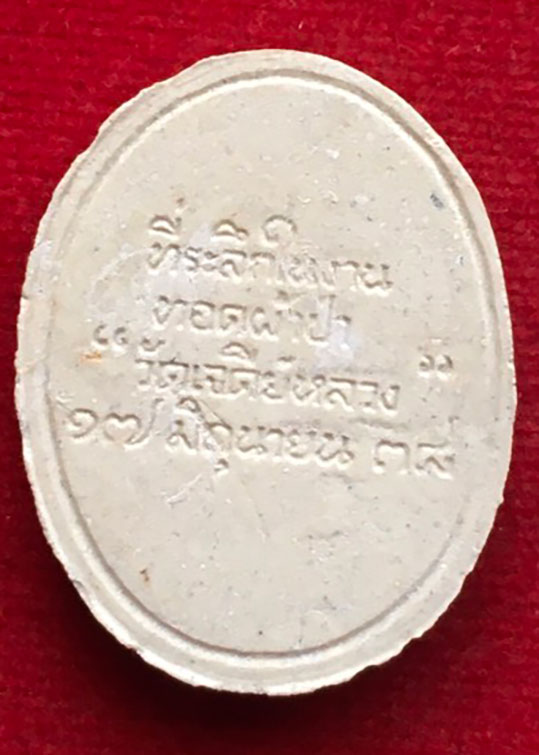 ที่ระลึกในงาน
ทอดผ้าป่า
“วัดเจดีย์หลวง”
๑๗ มิถุนายน ๓๘